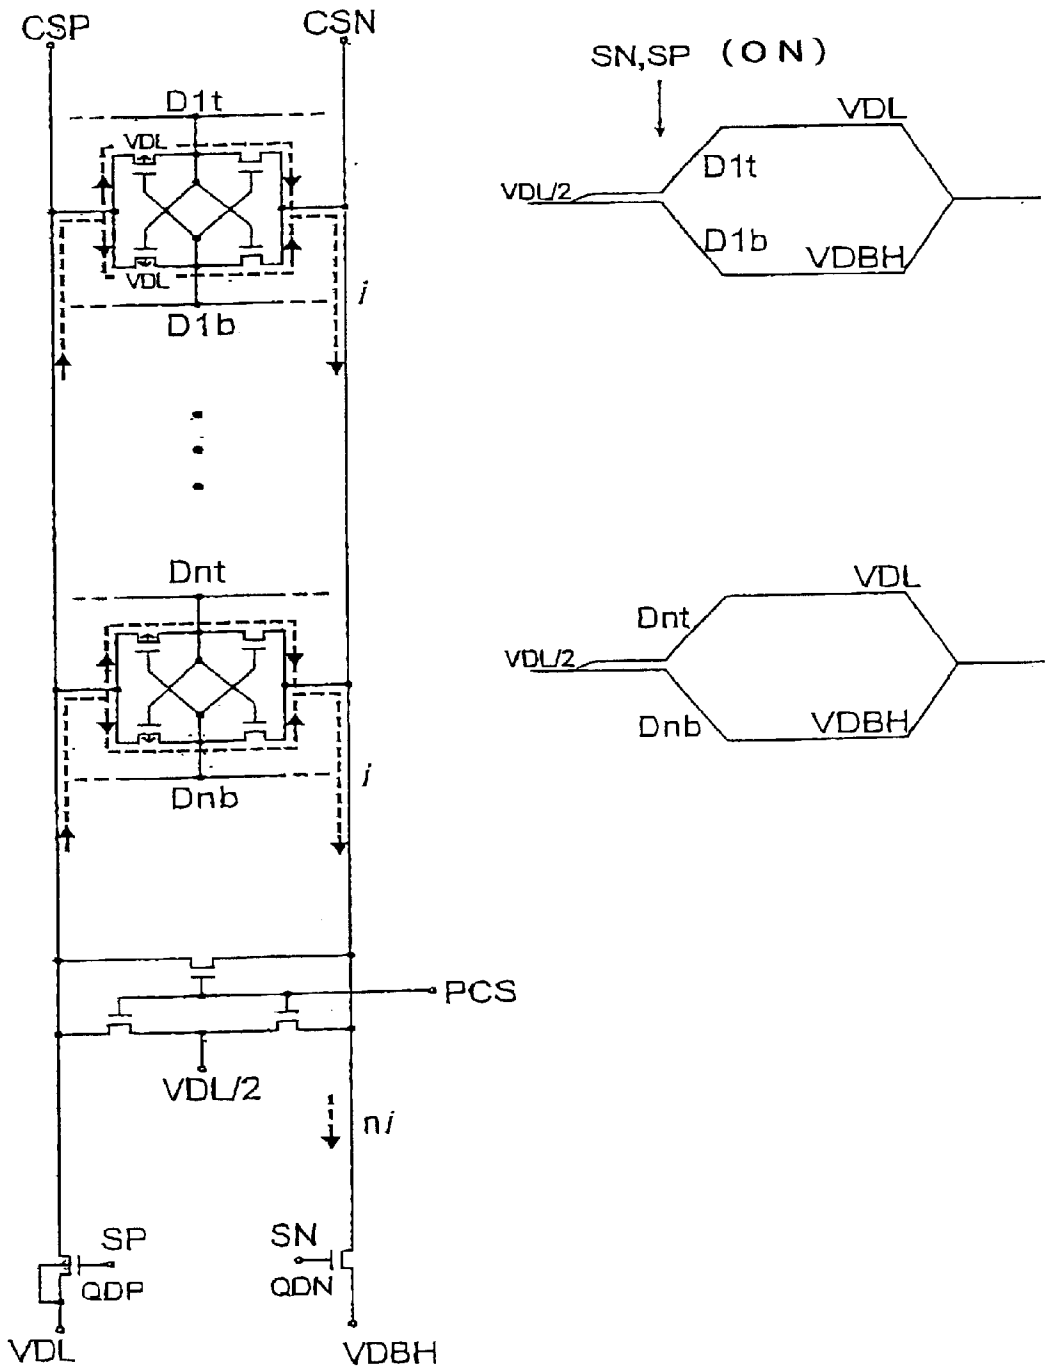 CSP
CSN
SN,SP (ON)
D1t
VDL
VDL
D1t
VDL/2
D1b
VDBH
VDL
D1b
i
Dnt
VDL
Dnt
VDL/2
Dnb
VDBH
i
Dnb
PCS
VDL/2
ni
SP
SN
QDP
QDN
VDL
VDBH